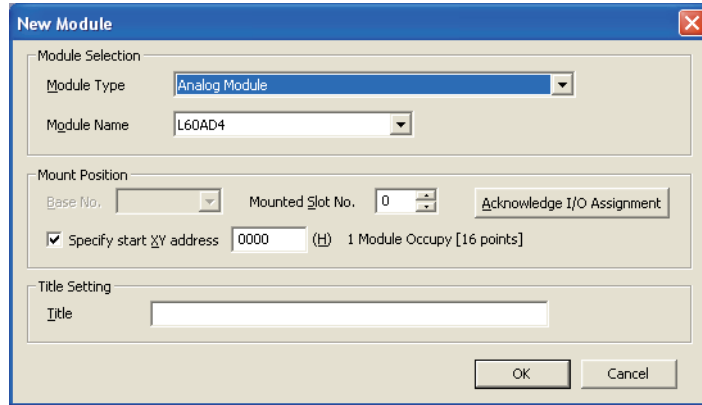 New Module
Module Selection
Module Type Analog Module
Module Name L60AD4
Mount Position
Base No. Mounted Slot No. 0 Acknowledge I/O Assignment
Specify start XY address 0000 (H) 1 Module Occupy [16 points]
Title Setting
Title
OK Cancel